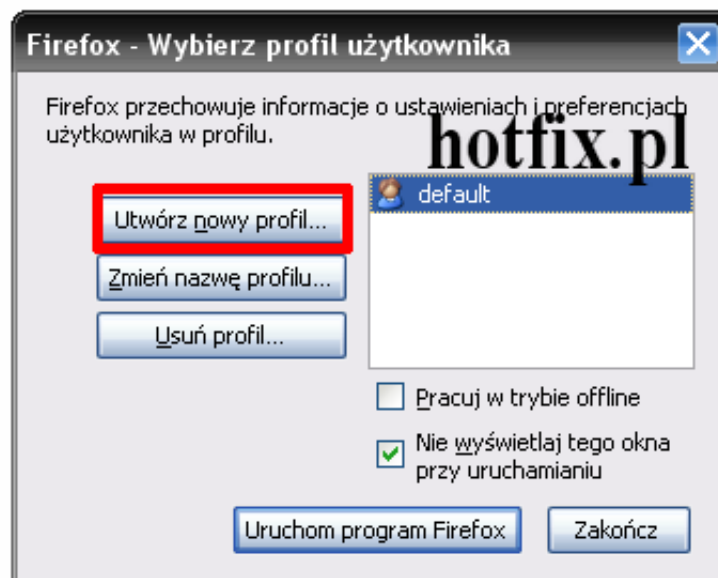 Firefox - Wybierz profil użytkownika
Firefox przechowuje informacje o ustawieniach i preferencjach
użytkownika w profilu.
hotfix.pl
default
Utwórz nowy profil...
Zmień nazwę profilu...
Usuń profil...
Pracuj w trybie offline
Nie wyświetlaj tego okna
przy uruchamianiu
Uruchom program Firefox
Zakończ